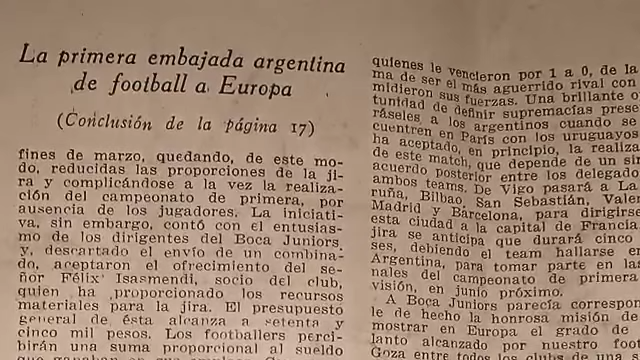 La primera embajada argentina
de football a Europa
(Conclusión de la página 17)
fines de marzo, quedando, de este mo-
do, reducidas las proporciones de la ji-
ra y complicándose a la vez la realiza-
ción del campeonato de primera, por
ausencia de los jugadores. La iniciati-
va, sin embargo, contó con el entusias-
mo de los dirigentes del Boca Juniors,
y, descartado el envío de un combina-
do, aceptaron el ofrecimiento del se-
ñor Félix Isasmendi, socio del club,
quien ha proporcionado los recursos
materiales para la jira. El presupuesto
general de ésta alcanza a setenta y
cinco mil pesos. Los footballers perci-
birán una suma proporcional al sueldo
quienes le vencieron por 1 a 0, de la
ma de ser el más aguerrido rival con
midieron sus fuerzas. Una brillante o
tunidad de definir supremacías prese
ráseles a los argentinos cuando se
cuentren en París con los uruguayos
ha aceptado, en principio, la realiza
de este match, que depende de un sin
acuerdo posterior entre los delegado
ambos teams. De Vigo pasará a La
ruña, Bilbao, San Sebastián, Valen
Madrid y Barcelona, para dirigirse
esta ciudad a la capital de Francia.
jira se anticipa que durará cinco
ses, debiendo el team hallarse en
Argentina, para tomar parte en las
nales del campeonato de primera
visión, en junio próximo.
A Boca Juniors parecía correspon
le de hecho la honrosa misión de
mostrar en Europa el grado de
lanto alcanzado por nuestro foo
Goza entre todos los clubs de una